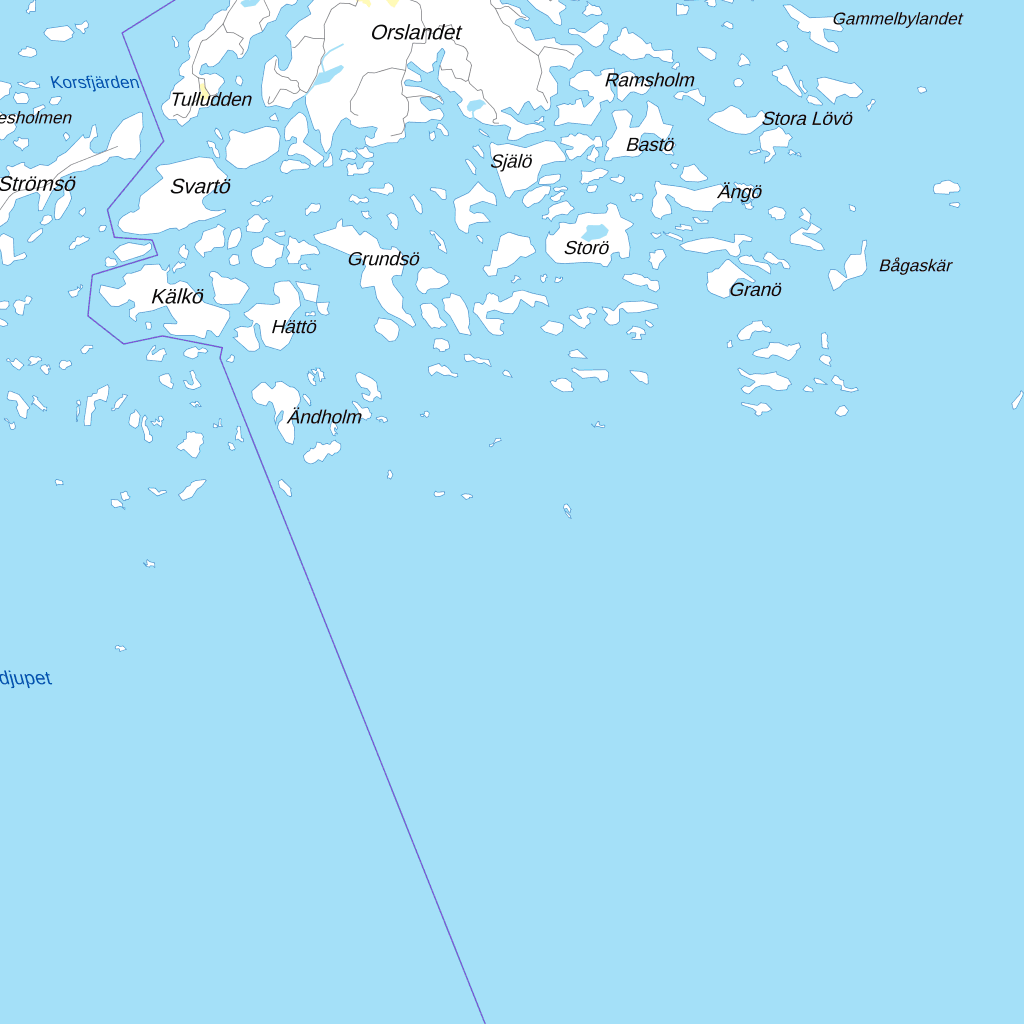 Gammelbylandet
Orslandet
Korsfjärden
Ramsholm
Tulludden
esholmen
Stora Lövö
Bastö
Själö
Strömsö
Svartö
Ängö
Storö
Grundsö
Bågaskär
Granö
Kälkö
Hättö
Ändholm
djupet